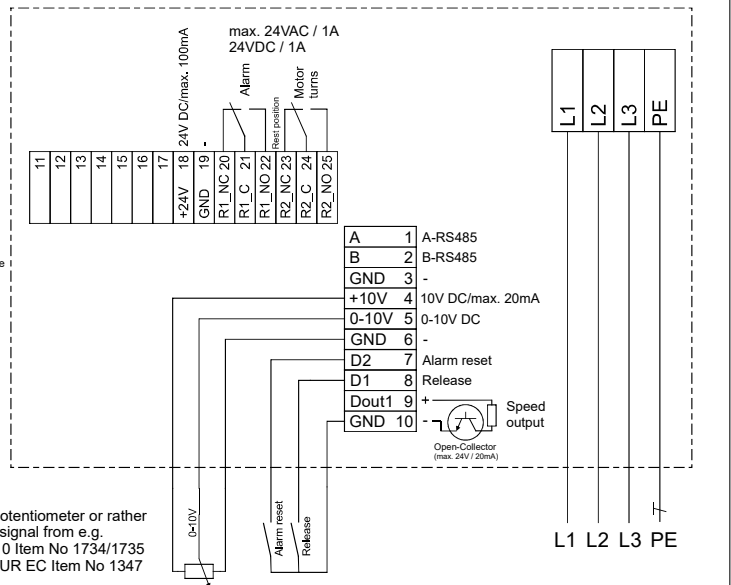 max. 24VAC / 1A
24VDC / 1A
24V DC/max. 100mA
-
Alarm
Rest position
Motor
turns
11
12
13
14
15
16
17
+24V 18
GND 19
R1_NC 20
R1_C 21
R1_NO 22
R2_NC 23
R2_C 24
R2_NO 25
L1
L2
L3
PE
A 1 A-RS485
B 2 B-RS485
GND 3 -
+10V 4 10V DC/max. 20mA
0-10V 5 0-10V DC
GND 6 -
D2 7 Alarm reset
D1 8 Release
Dout1 9 +
GND 10 -
Speed
output
Open-Collector
(max. 24V / 20mA)
e
otentiometer or rather
signal from e.g.
0 Item No 1734/1735
UR EC Item No 1347
0-10V
Alarm reset
Release
L1 L2 L3 PE